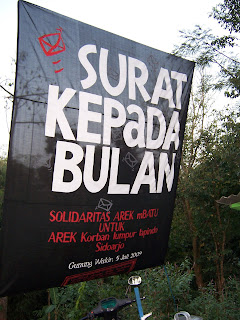 SURAT
KEPADA
BULAN
SOLIDARITAS AREK mBATU
UNTUK
AREK Korban lumpur lapindo
Sidoarjo
Gunung Wukir, 5 Juli 2009